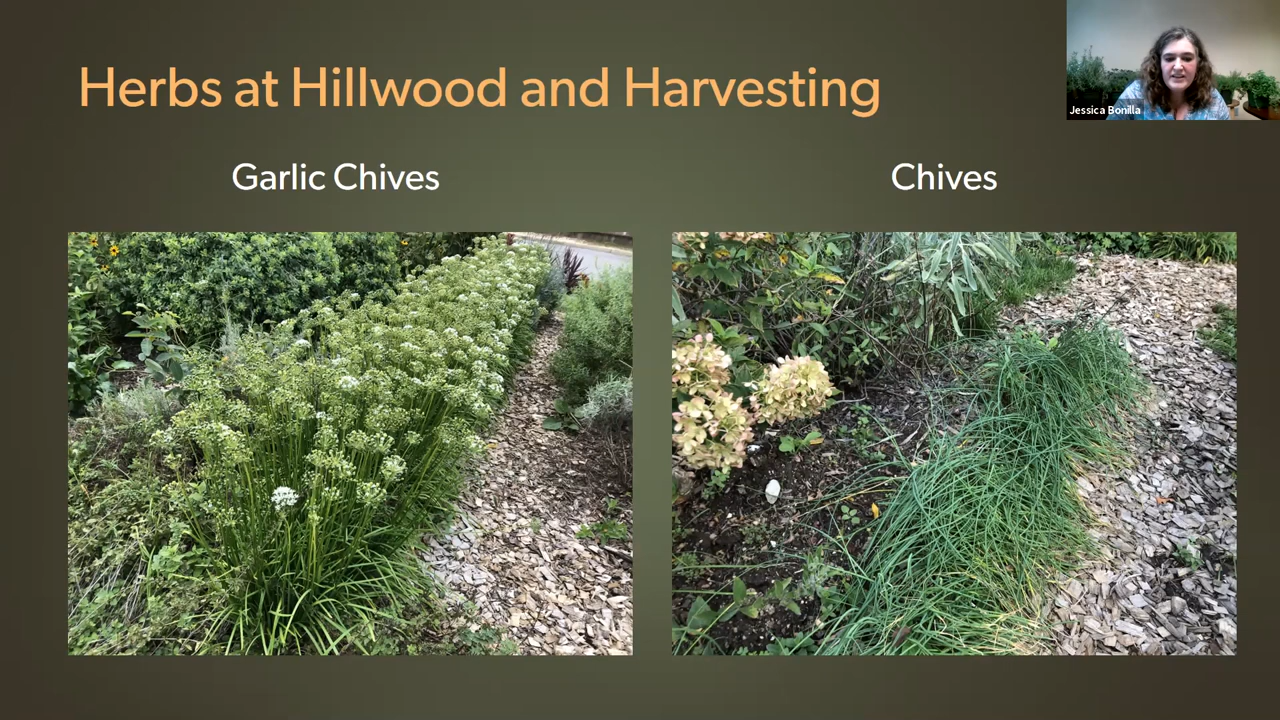 Herbs at Hillwood and Harvesting
Jessica Bonilla
Garlic Chives
Chives